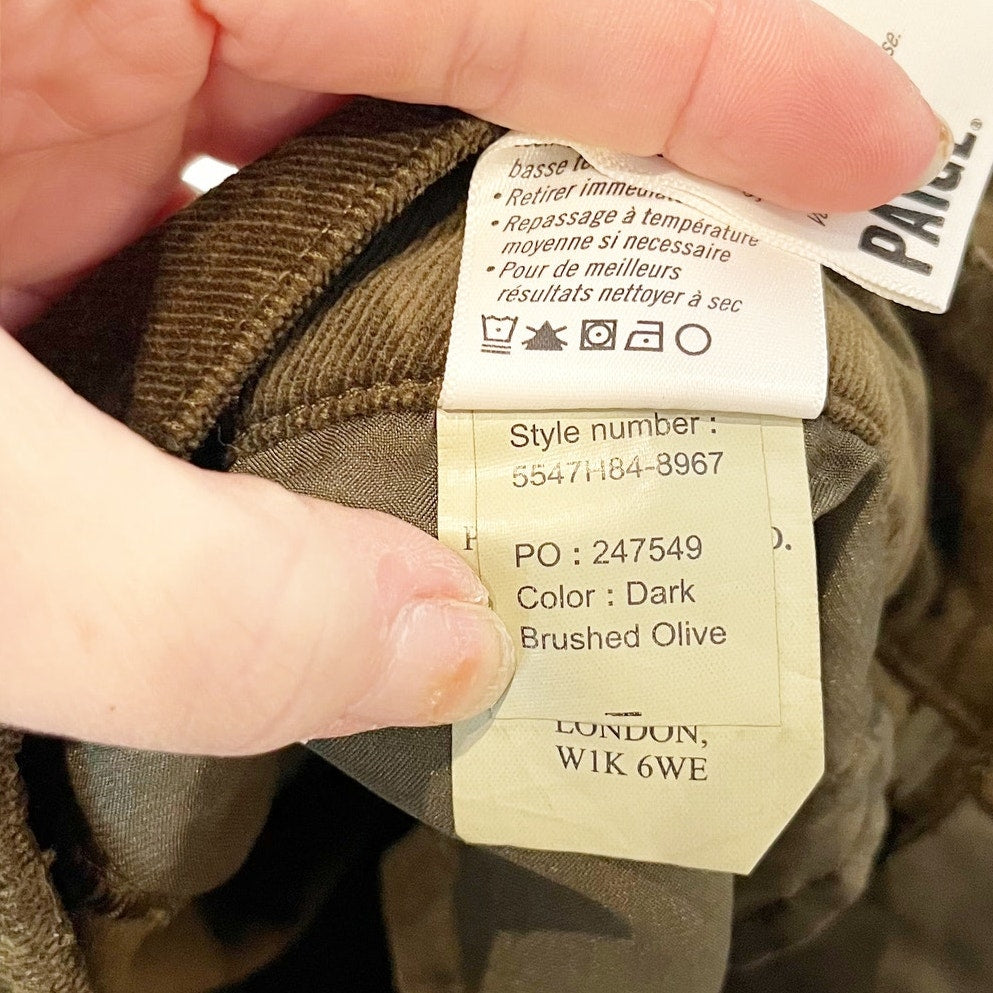 basse
• Retirer
• Repassage à température
moyenne si necessaire
• Pour de meilleurs
résultats nettoyer à sec
Style number :
5547H84-8967
PO : 247549
Color : Dark
Brushed Olive
LONDON,
W1K 6WE
PAIGE®